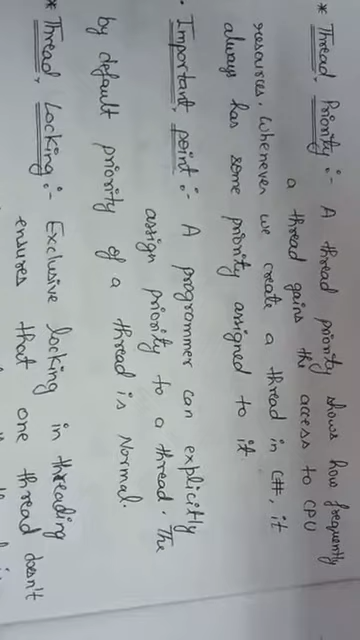 * Thread Priority :- A thread priority shows how frequently
a thread gains the access to CPU
resources. Whenever we create a thread in C#, it
always has some priority assigned to it.
• Important point :- A programmer can explicitly
assign priority to a thread. The
by default priority of a thread is Normal.
* Thread Locking :- Exclusive locking in threading
ensures that one thread doesn't